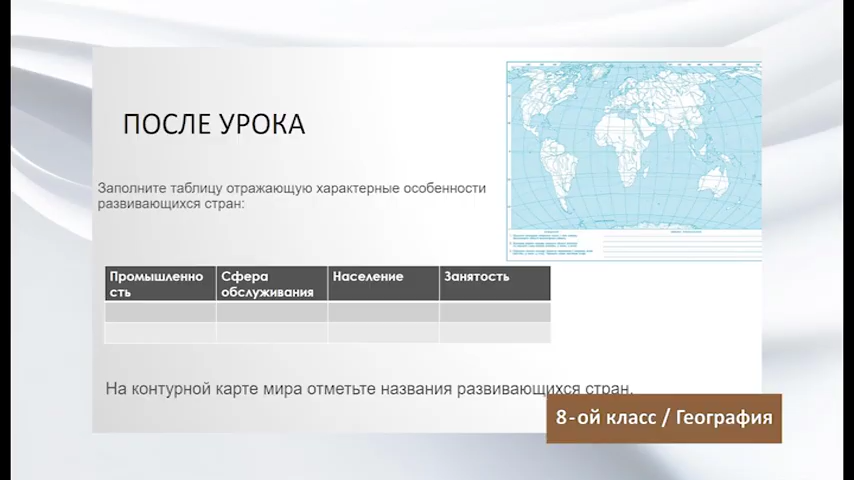 ПОСЛЕ УРОКА
Заполните таблицу отражающую характерные особенности
развивающихся стран:
Промышленно
сть
Сфера
обслуживания
Население
Занятость
На контурной карте мира отметьте названия развивающихся стран.
8-ой класс / География